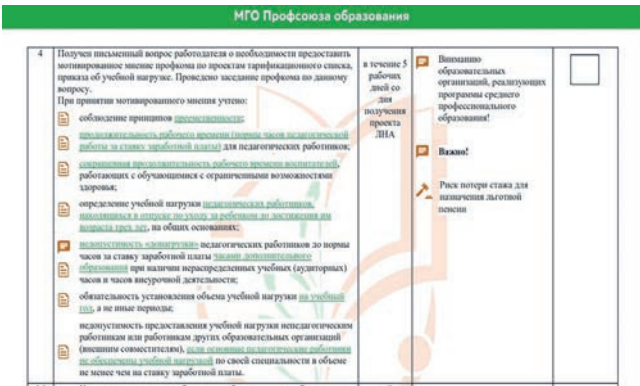 МГО Профсоюза образования
4
Получен письменный вопрос работодателя о необходимости предоставить
мотивированное мнение профкома по проектам тарификационного списка,
приказа об учебной нагрузке. Проведено заседание профкома по данному
вопросу.
При принятии мотивированного мнения учтено:
соблюдение принципов преемственности;
продолжительность рабочего времени (нормы часов педагогической
работы за ставку заработной платы) для педагогических работников;
сокращенная продолжительность рабочего времени воспитателей,
работающих с обучающимися с ограниченными возможностями
здоровья;
определение учебной нагрузки педагогических работников,
находящихся в отпуске по уходу за ребенком до достижения им
возраста трех лет, на общих основаниях;
недопустимость «донагрузки» педагогических работников до нормы
часов за ставку заработной платы часами дополнительного
образования при наличии нераспределенных учебных (аудиторных)
часов и часов внеурочной деятельности;
обязательность установления объема учебной нагрузки на учебный
год, а не иные периоды;
недопустимость предоставления учебной нагрузки непедагогическим
работникам или работникам других образовательных организаций
(внешним совместителям), если основные педагогические работники
не обеспечены учебной нагрузкой по своей специальности в объеме
не менее чем на ставку заработной платы.
в течение 5
рабочих
дней со
дня
получения
проекта
ЛНА
Вниманию
образовательных
организаций, реализующих
программы среднего
профессионального
образования!
Важно!
Риск потери стажа для
назначения льготной
пенсии